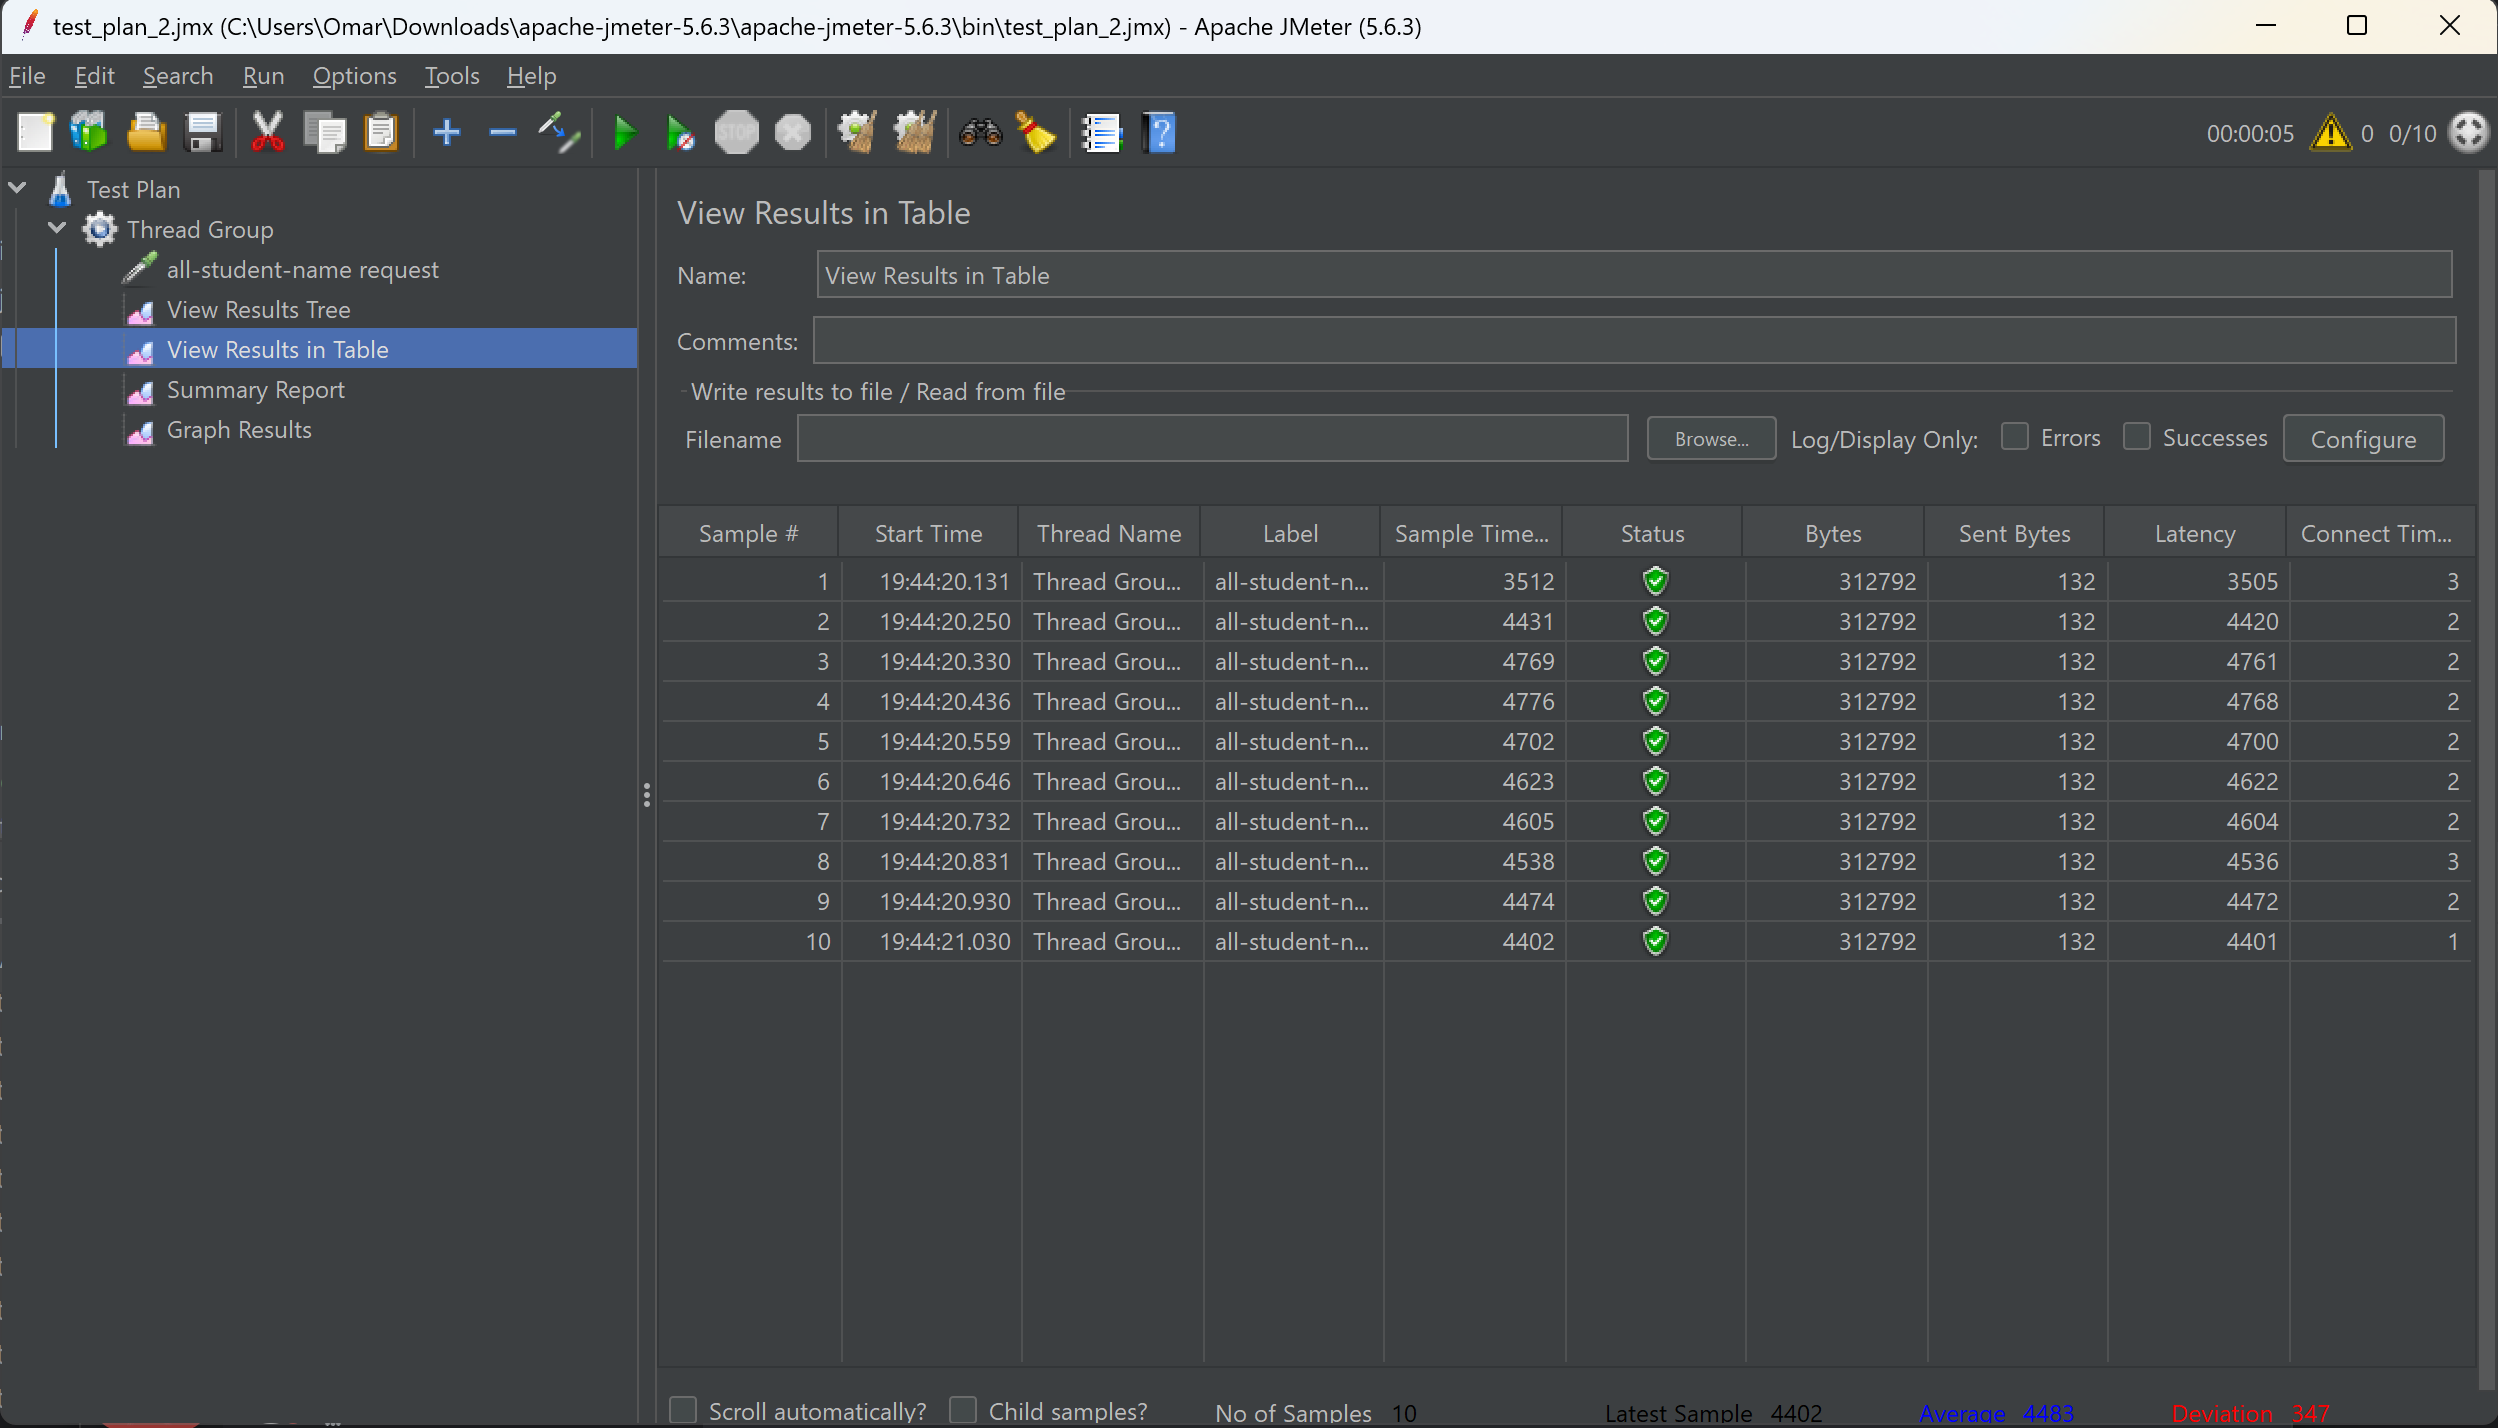 test_plan_2.jmx (C:\Users\Omar\Downloads\apache-jmeter-5.6.3\apache-jmeter-5.6.3\bin\test_plan_2.jmx) - Apache JMeter (5.6.3)
File Edit Search Run Options Tools Help
STOP 00:00:05 0 0/10
Test Plan
Thread Group
all-student-name request
View Results Tree
View Results in Table
Summary Report
Graph Results
View Results in Table
Name: View Results in Table
Comments:
Write results to file / Read from file
Filename Browse... Log/Display Only: Errors Successes Configure
Sample # Start Time Thread Name Label Sample Time... Status Bytes Sent Bytes Latency Connect Tim...
1 19:44:20.131 Thread Grou... all-student-n... 3512 312792 132 3505 3
2 19:44:20.250 Thread Grou... all-student-n... 4431 312792 132 4420 2
3 19:44:20.330 Thread Grou... all-student-n... 4769 312792 132 4761 2
4 19:44:20.436 Thread Grou... all-student-n... 4776 312792 132 4768 2
5 19:44:20.559 Thread Grou... all-student-n... 4702 312792 132 4700 2
6 19:44:20.646 Thread Grou... all-student-n... 4623 312792 132 4622 2
7 19:44:20.732 Thread Grou... all-student-n... 4605 312792 132 4604 2
8 19:44:20.831 Thread Grou... all-student-n... 4538 312792 132 4536 3
9 19:44:20.930 Thread Grou... all-student-n... 4474 312792 132 4472 2
10 19:44:21.030 Thread Grou... all-student-n... 4402 312792 132 4401 1
Scroll automatically? Child samples? No of Samples 10 Latest Sample 4402 Average 4483 Deviation 347